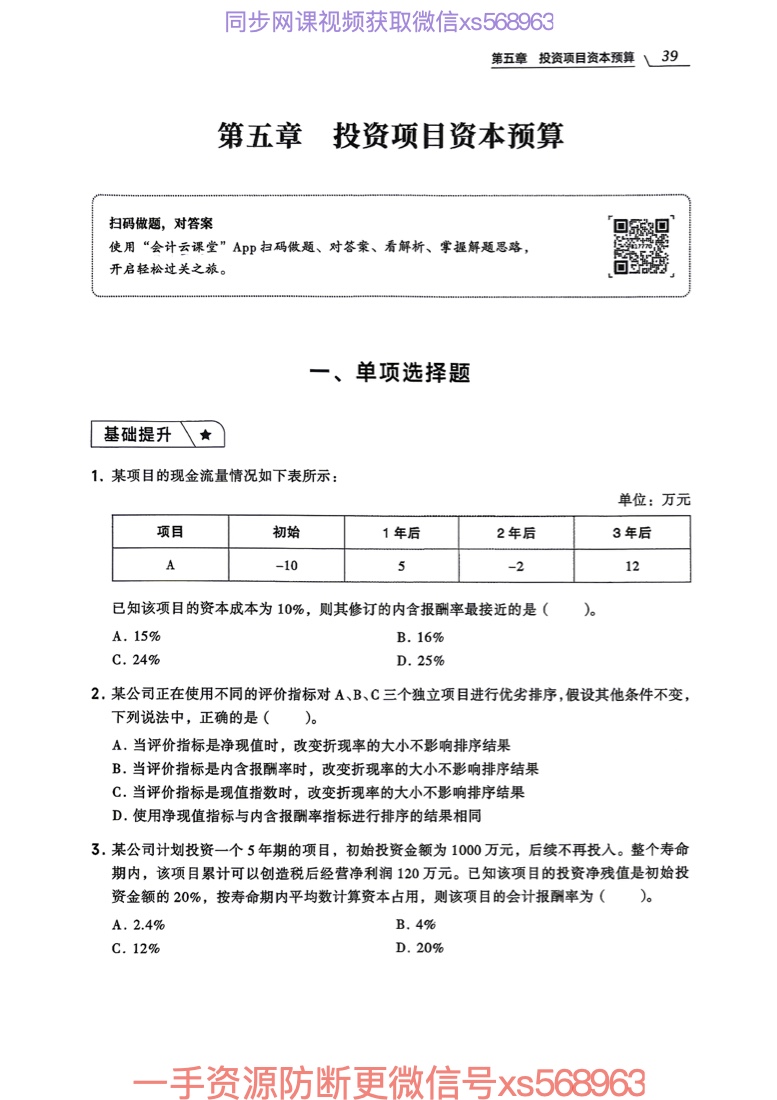 同步网课视频获取微信xs568963
第五章 投资项目资本预算 39
第五章 投资项目资本预算
扫码做题，对答案
使用“会计云课堂”App 扫码做题、对答案、看解析、掌握解题思路，
开启轻松过关之旅。
一、单项选择题
基础提升 ★
1. 某项目的现金流量情况如下表所示：
单位：万元
项目 初始 1 年后 2 年后 3 年后
A -10 5 -2 12
已知该项目的资本成本为 10%，则其修订的内含报酬率最接近的是（ ）。
A. 15% B. 16%
C. 24% D. 25%
2. 某公司正在使用不同的评价指标对 A、B、C 三个独立项目进行优劣排序，假设其他条件不变，
下列说法中，正确的是（ ）。
A. 当评价指标是净现值时，改变折现率的大小不影响排序结果
B. 当评价指标是内含报酬率时，改变折现率的大小不影响排序结果
C. 当评价指标是现值指数时，改变折现率的大小不影响排序结果
D. 使用净现值指标与内含报酬率指标进行排序的结果相同
3. 某公司计划投资一个 5 年期的项目，初始投资金额为 1000 万元，后续不再投入。整个寿命
期内，该项目累计可以创造税后经营净利润 120 万元。已知该项目的投资净残值是初始投
资金额的 20%，按寿命期内平均数计算资本占用，则该项目的会计报酬率为（ ）。
A. 2.4% B. 4%
C. 12% D. 20%
一手资源防断更微信号xs568963